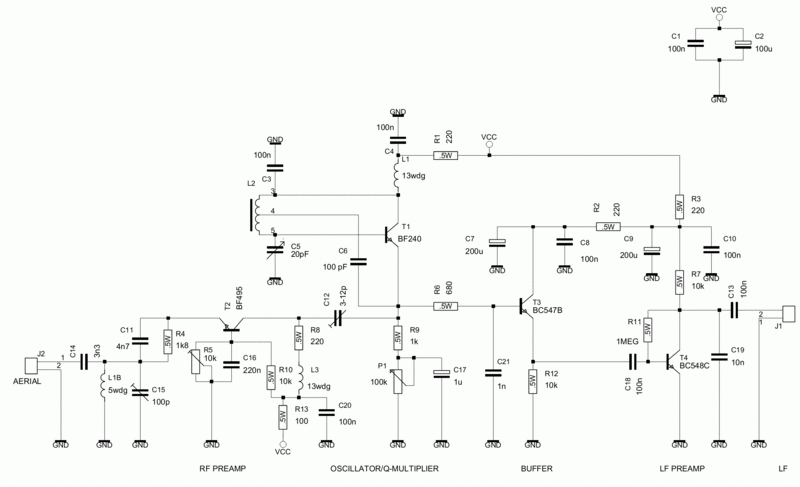 VCC
C1
100n
C2
100u
GND
GND
100n
C4
R1
220
.5W
VCC
L1
13wdg
GND
100n
C3
L2
3
4
5
C5
20pF
GND
T1
BF240
C6
100 pF
R3
220
.5W
R2
220
.5W
C7
200u
GND
C8
100n
GND
C9
200u
GND
C10
100n
GND
R7
10k
.5W
C13
100n
R6
680
.5W
T3
BC547B
T2
BF495
C12
3-12p
C11
4n7
R4
1k8
.5W
R5
10k
.5W
C16
220n
R10
10k
.5W
R8
220
.5W
L3
13wdg
R9
1k
.5W
P1
100k
C17
1u
C21
1n
R12
10k
.5W
R11
1MEG
.5W
C18
100n
T4
BC548C
C19
10n
J1
1
2
J2
1
2
AERIAL
C14
3n3
L1B
5wdg
C15
100p
R13
100
.5W
VCC
C20
100n
GND
GND
GND
GND
GND
GND
GND
GND
GND
GND
GND
GND
RF PREAMP
OSCILLATOR/Q-MULTIPLIER
BUFFER
LF PREAMP
LF